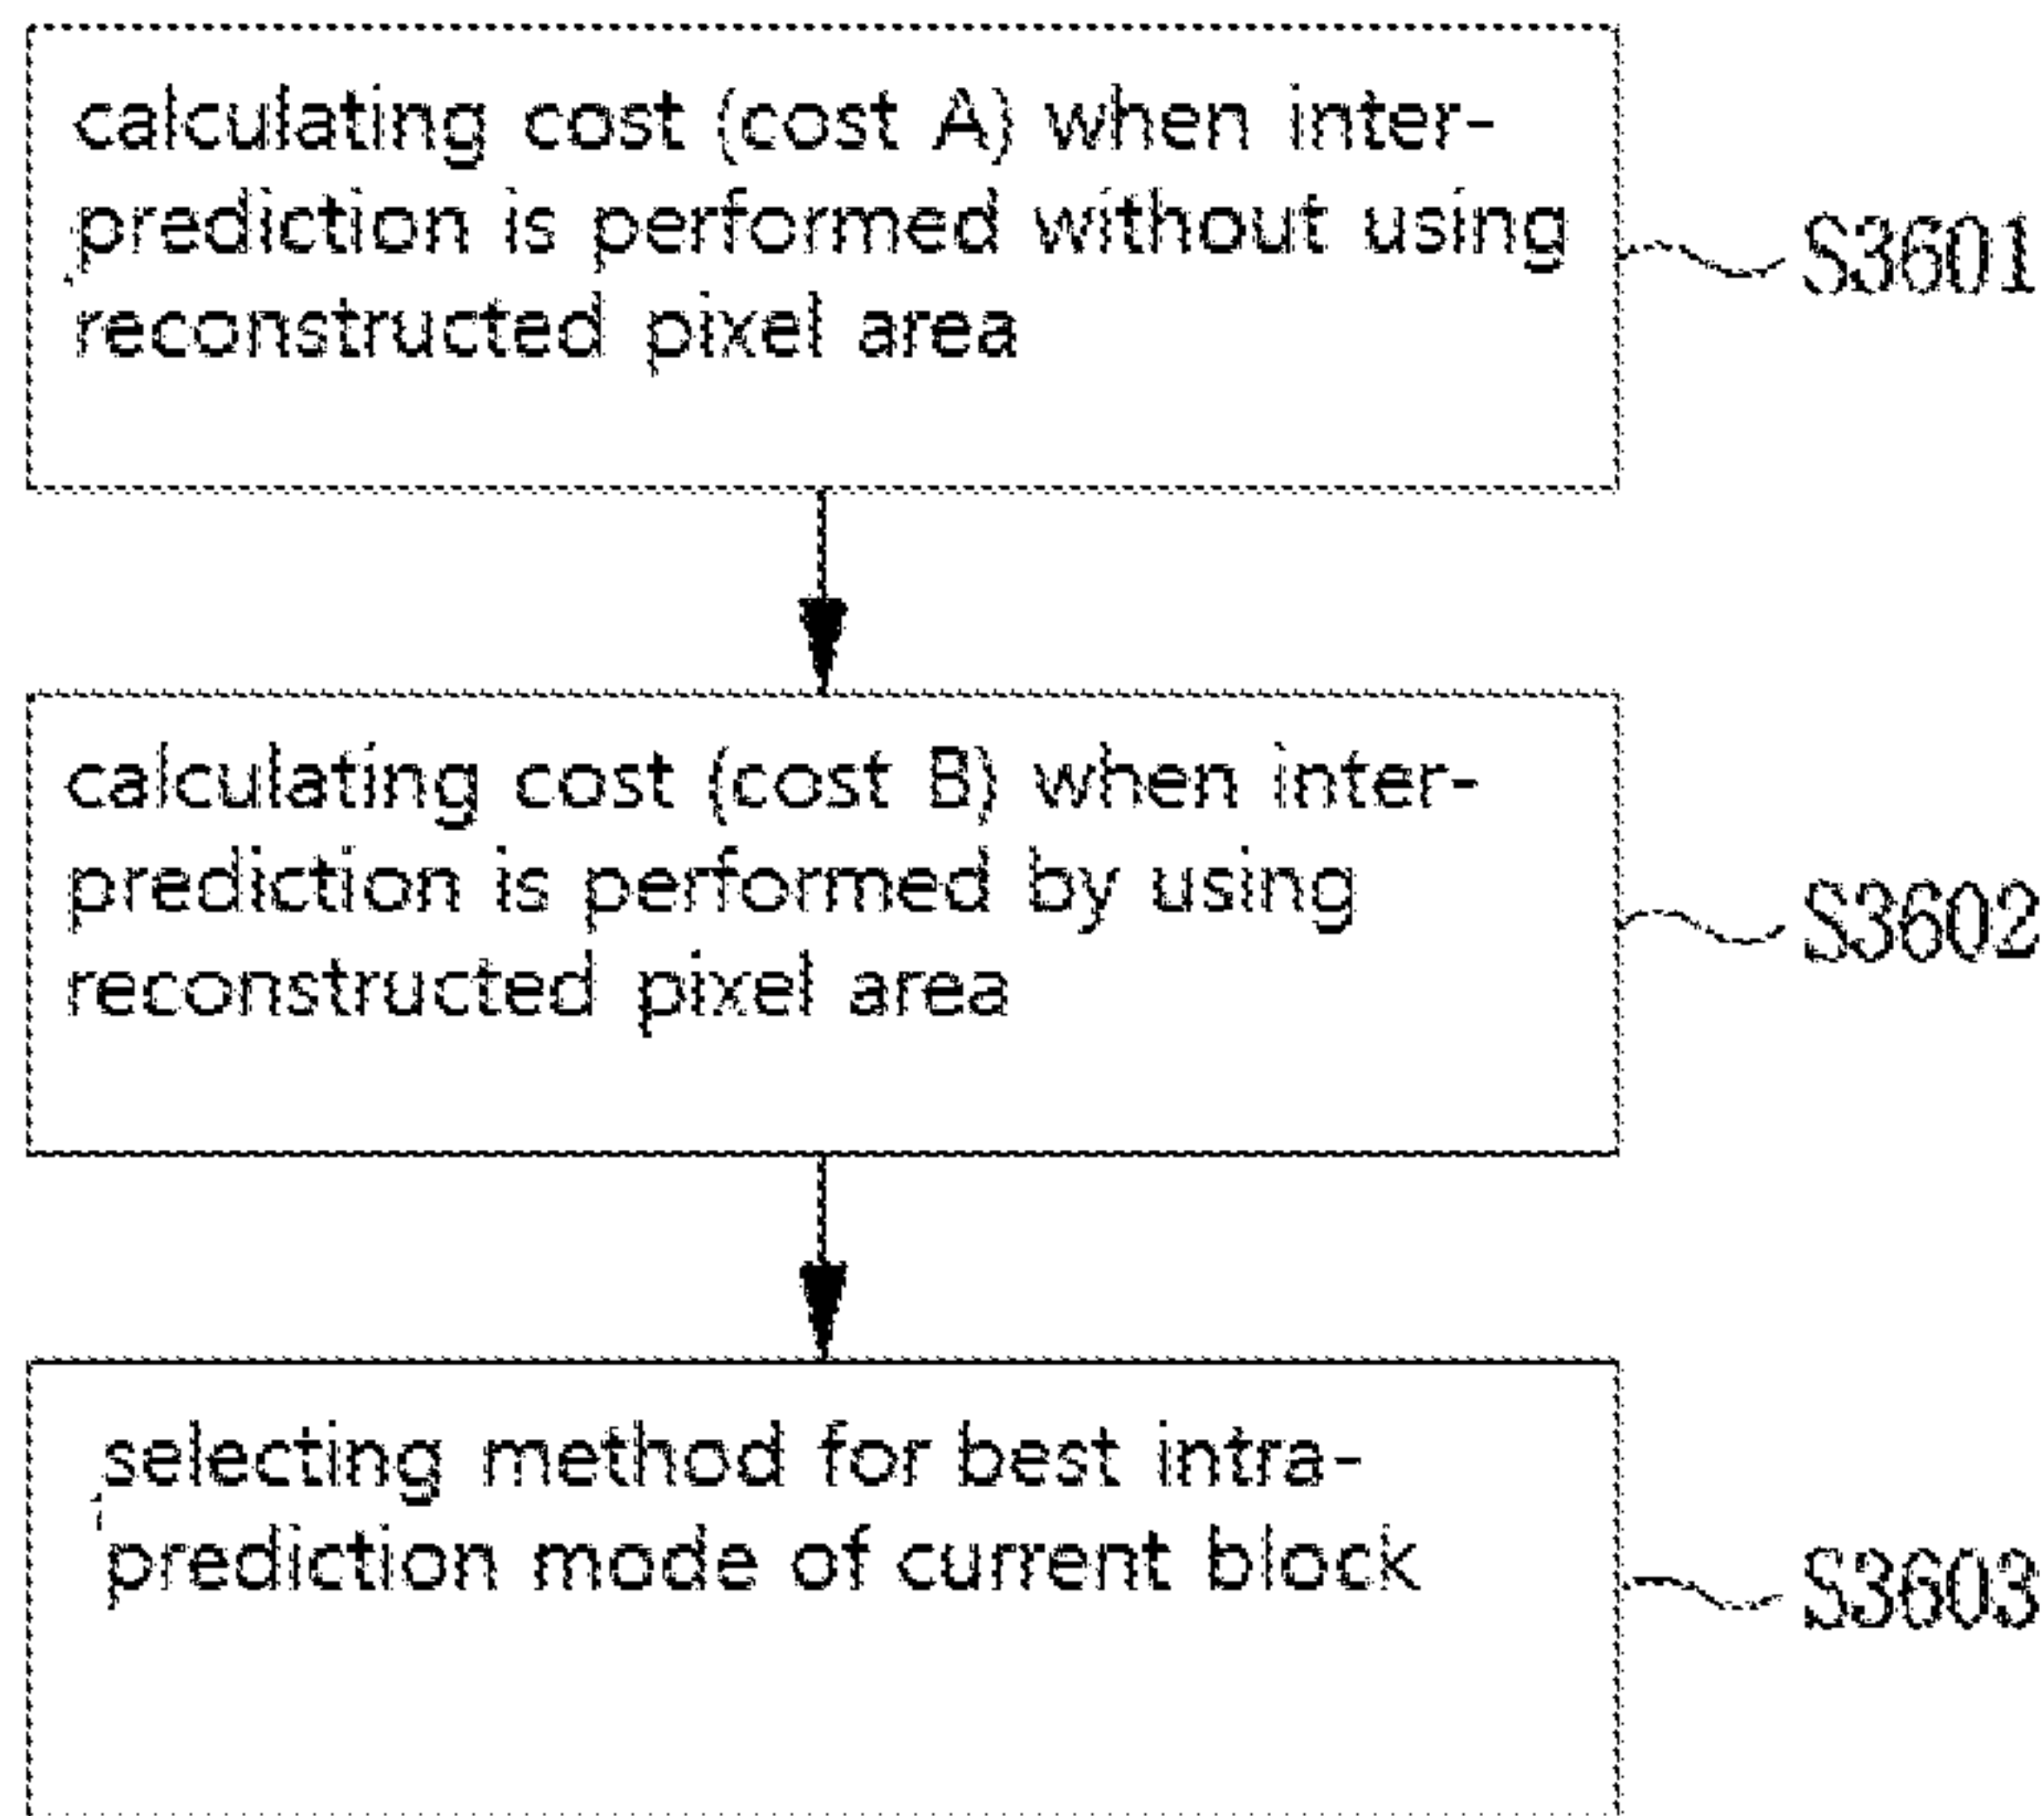 calculating cost (cost A) when inter-
prediction is performed without using
reconstructed pixel area
S3601
calculating cost (cost B) when inter-
prediction is performed by using
reconstructed pixel area
S3602
selecting method for best intra-
prediction mode of current block
S3603